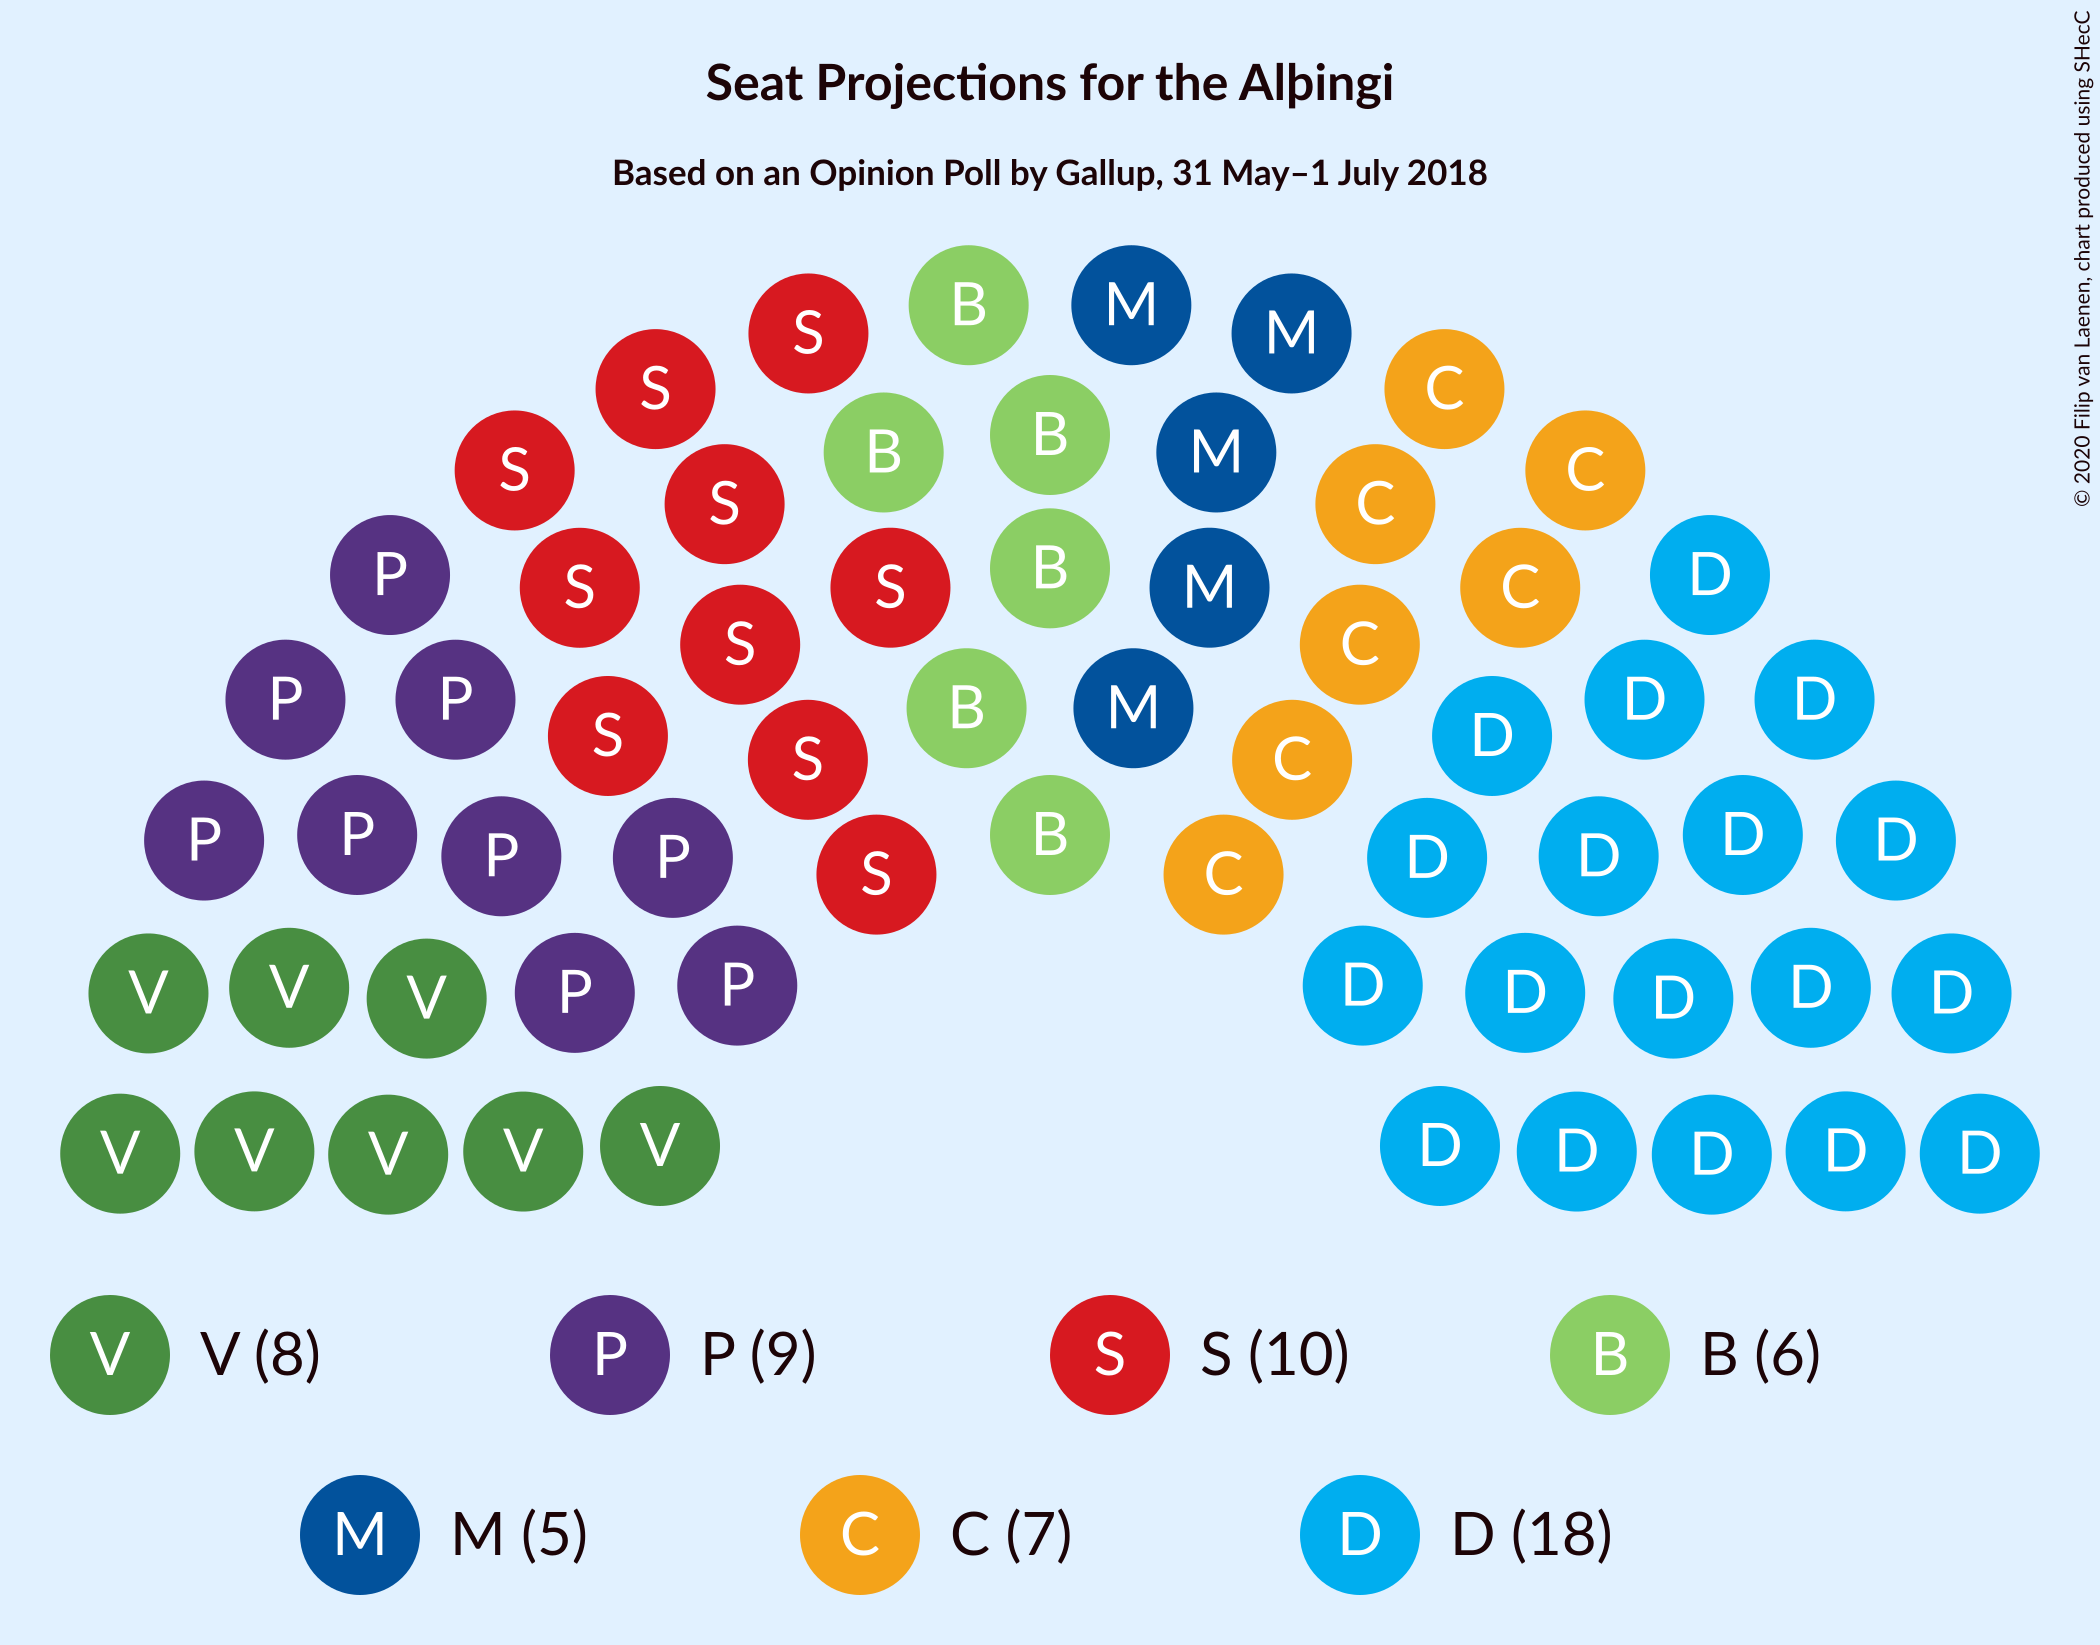 Seat Projections for the Alþingi
Based on an Opinion Poll by Gallup, 31 May–1 July 2018
© 2020 Filip van Laenen, chart produced using SHecC
B M
S M
S C
B
B M
S C
S C
B
P S S M C D
S C
P P B M D D
S D
S C
P P P P D D D D
B
S C
V V V P P D D D D D
V V V V V D D D D D
V V (8) P P (9) S S (10) B B (6)
M M (5) C C (7) D D (18)